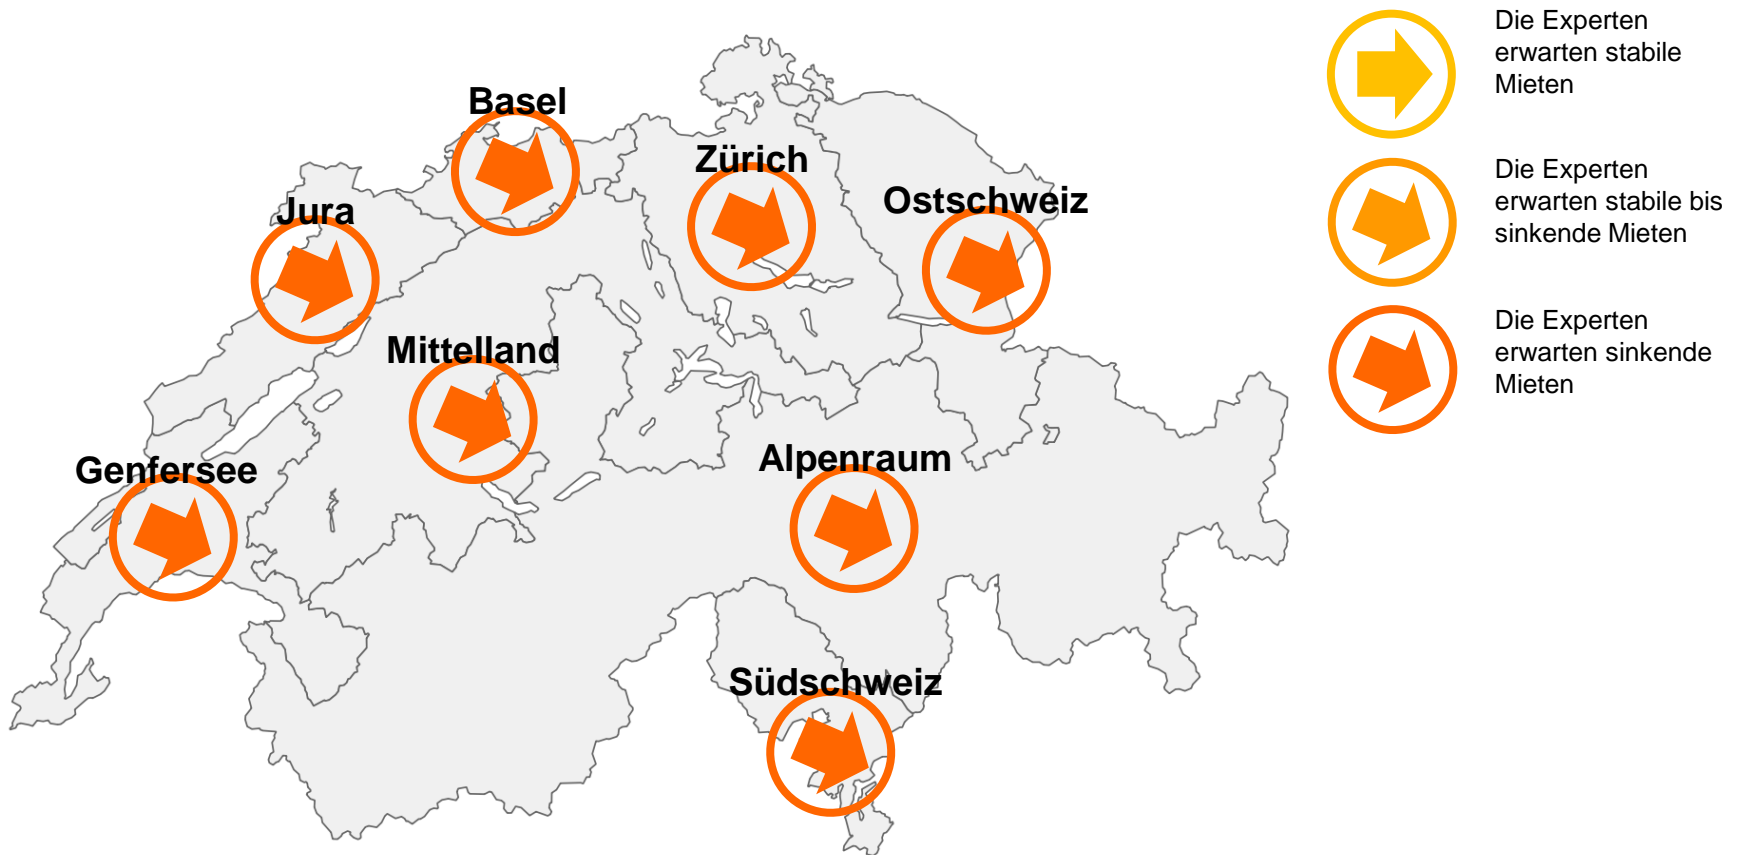 Basel
Zürich
Ostschweiz
Jura
Mittelland
Genfersee
Alpenraum
Südschweiz
Die Experten
erwarten stabile
Mieten
Die Experten
erwarten stabile bis
sinkende Mieten
Die Experten
erwarten sinkende
Mieten